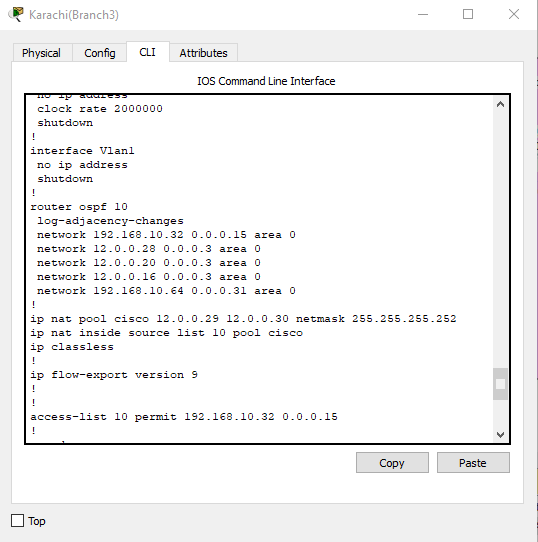 Karachi(Branch3)
Physical Config CLI Attributes
IOS Command Line Interface
no ip address
clock rate 2000000
shutdown
!
interface Vlan1
no ip address
shutdown
!
router ospf 10
log-adjacency-changes
network 192.168.10.32 0.0.0.15 area 0
network 12.0.0.28 0.0.0.3 area 0
network 12.0.0.20 0.0.0.3 area 0
network 12.0.0.16 0.0.0.3 area 0
network 192.168.10.64 0.0.0.31 area 0
!
ip nat pool cisco 12.0.0.29 12.0.0.30 netmask 255.255.255.252
ip nat inside source list 10 pool cisco
ip classless
!
ip flow-export version 9
!
!
access-list 10 permit 192.168.10.32 0.0.0.15
!
Copy Paste
Top